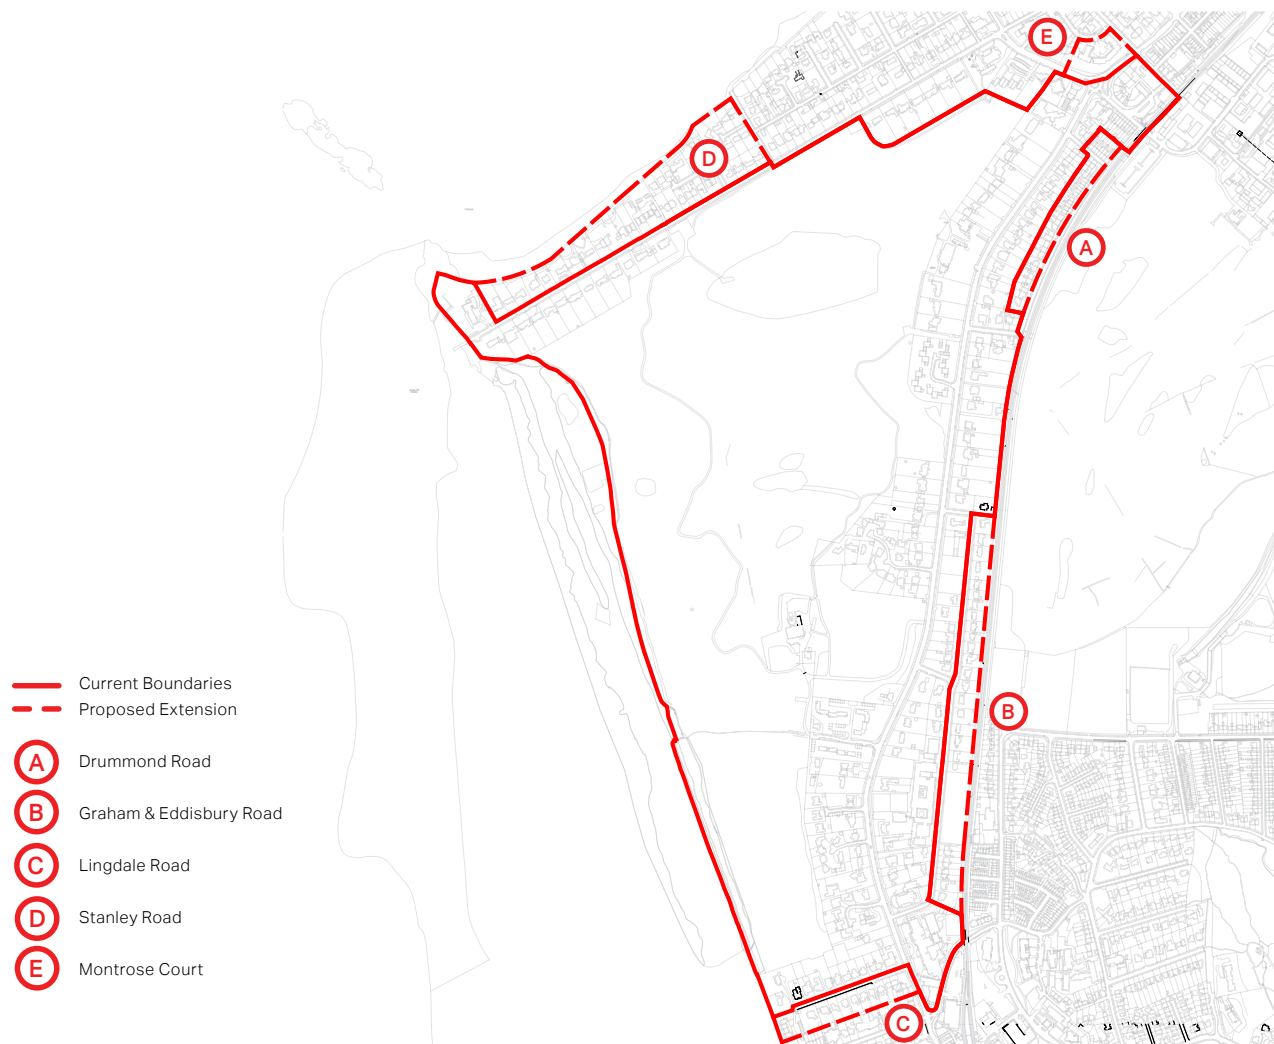 E
D
A
Current Boundaries
Proposed Extension
B
A Drummond Road
B Graham & Eddisbury Road
C Lingdale Road
D Stanley Road
E Montrose Court
C